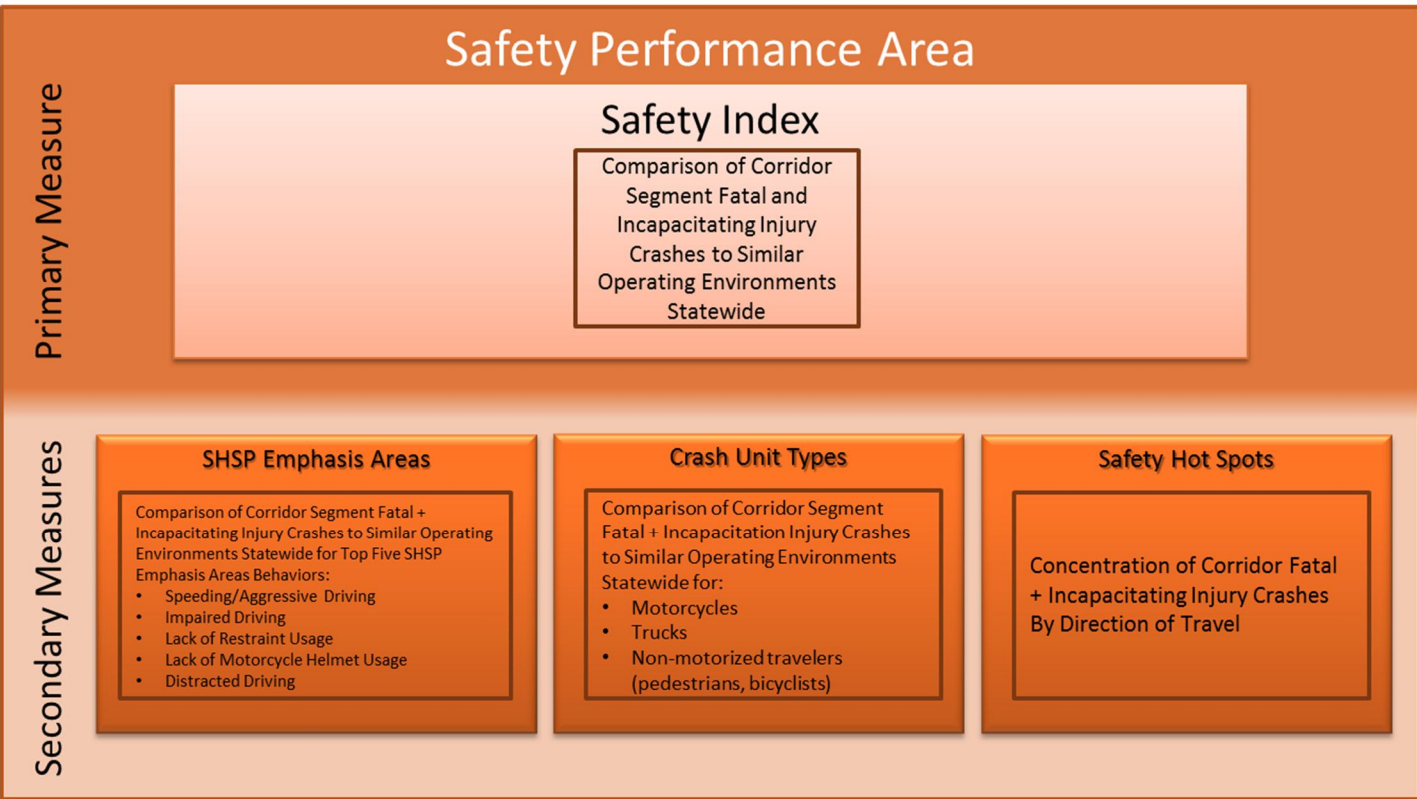 Safety Performance Area
Primary Measure
Safety Index
Comparison of Corridor
Segment Fatal and
Incapacitating Injury
Crashes to Similar
Operating Environments
Statewide
Secondary Measures
SHSP Emphasis Areas
Comparison of Corridor Segment Fatal +
Incapacitating Injury Crashes to Similar Operating
Environments Statewide for Top Five SHSP
Emphasis Areas Behaviors:
• Speeding/Aggressive Driving
• Impaired Driving
• Lack of Restraint Usage
• Lack of Motorcycle Helmet Usage
• Distracted Driving
Crash Unit Types
Comparison of Corridor Segment
Fatal + Incapacitation Injury Crashes
to Similar Operating Environments
Statewide for:
• Motorcycles
• Trucks
• Non-motorized travelers
(pedestrians, bicyclists)
Safety Hot Spots
Concentration of Corridor Fatal
+ Incapacitating Injury Crashes
By Direction of Travel